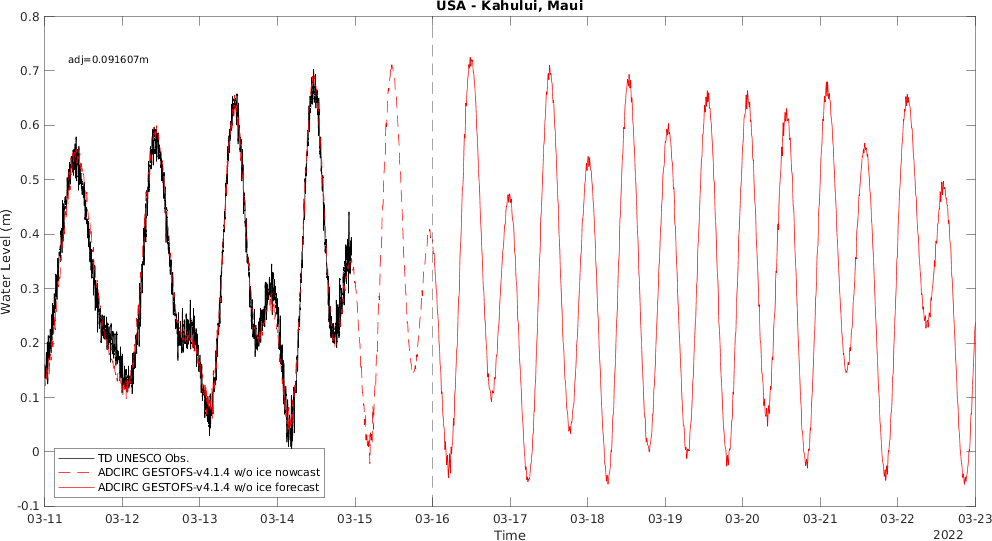 USA - Kahului, Maui
adj=0.091607m
Water Level (m)
0.8
0.7
0.6
0.5
0.4
0.3
0.2
0.1
0
-0.1
TD UNESCO Obs.
ADCIRC GESTOFS-v4.1.4 w/o ice nowcast
ADCIRC GESTOFS-v4.1.4 w/o ice forecast
03-11 03-12 03-13 03-14 03-15 03-16 03-17 03-18 03-19 03-20 03-21 03-22 03-23
Time
2022